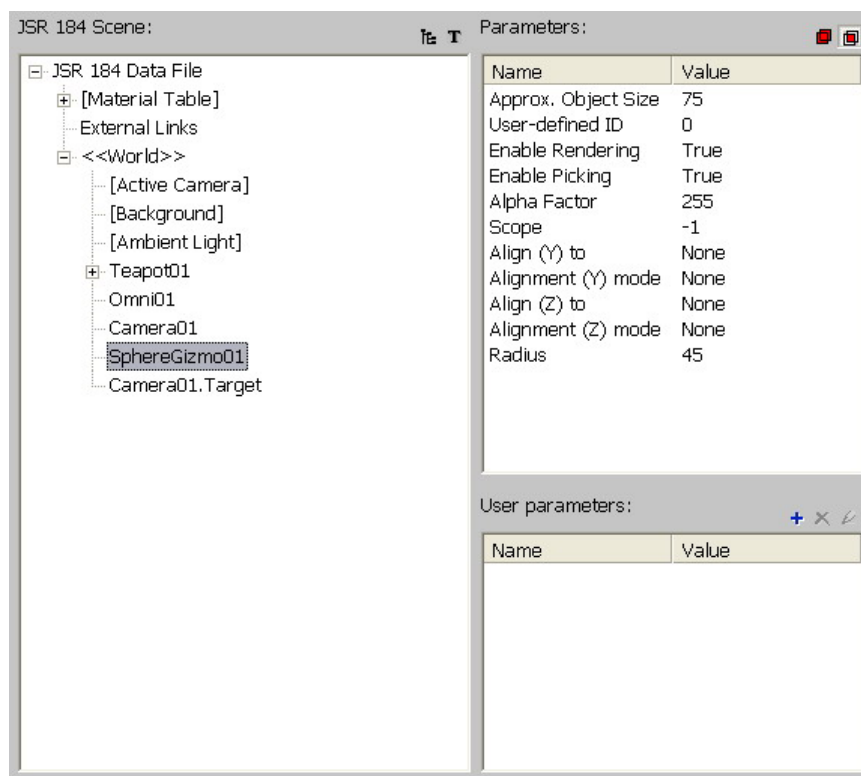 JSR 184 Scene:
T
JSR 184 Data File
[Material Table]
External Links
<<World>>
[Active Camera]
[Background]
[Ambient Light]
Teapot01
Omni01
Camera01
SphereGizmo01
Camera01.Target
Parameters:
Name Value
Approx. Object Size 75
User-defined ID 0
Enable Rendering True
Enable Picking True
Alpha Factor 255
Scope -1
Align (Y) to None
Alignment (Y) mode None
Align (Z) to None
Alignment (Z) mode None
Radius 45
User parameters:
Name Value